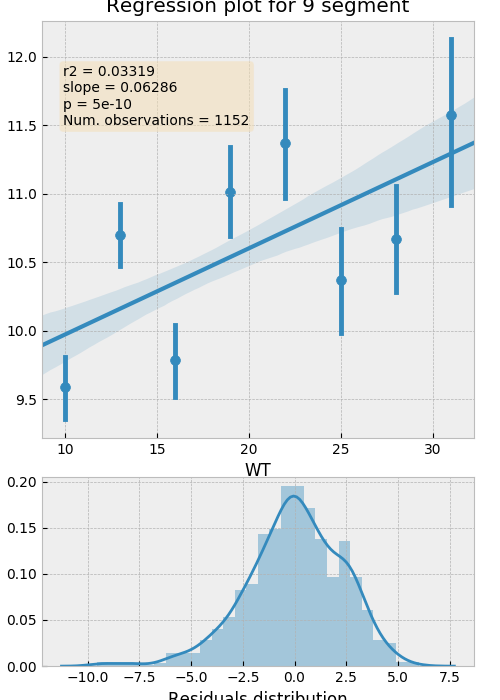 Regression plot for 9 segment
12.0
11.5
11.0
10.5
10.0
9.5
r2 = 0.03319
slope = 0.06286
p = 5e-10
Num. observations = 1152
10 15 20 25 30
WT
0.20
0.15
0.10
0.05
0.00
−10.0 −7.5 −5.0 −2.5 0.0 2.5 5.0 7.5
Residuals distribution